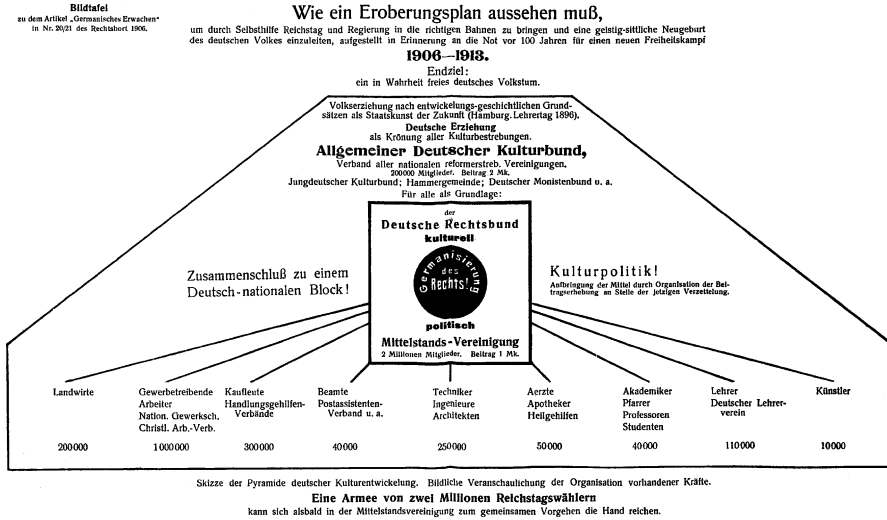 Bildtafel
zu dem Artikel „Germanisches Erwachen"
in Nr. 20/21 des Rechtshort 1906.
Wie ein Eroberungsplan aussehen muß,
um durch Selbsthilfe Reichstag und Regierung in die richtigen Bahnen zu bringen und eine geistig-sittliche Neugeburt
des deutschen Volkes einzuleiten, aufgestellt in Erinnerung an die Not vor 100 Jahren für einen neuen Freiheitskampf
1906—1913.
Endziel:
ein in Wahrheit freies deutsches Volkstum.
Volkserziehung nach entwickelungs-geschichtlichen Grund-
sätzen als Staatskunst der Zukunft (Hamburg. Lehrertag 1896).
Deutsche Erziehung
als Krönung aller Kulturbestrebungen.
Allgemeiner Deutscher Kulturbund,
Verband aller nationalen reformerstreb. Vereinigungen.
200000 Mitglieder. Beitrag 2 Mk.
Jungdeutscher Kulturbund; Hammergemeinde; Deutscher Monistenbund u. a.
Für alle als Grundlage:
der
Deutsche Rechtsbund
kulturell
Germanisierung
des
Rechts!
politisch
Mittelstands-Vereinigung
2 Millionen Mitglieder. Beitrag 1 Mk.
Zusammenschluß zu einem
Deutsch-nationalen Block!
Kulturpolitik!
Aufbringung der Mittel durch Organisation der Bei-
tragserhebung an Stelle der jetzigen Verzettelung.
Landwirte
200000
Gewerbetreibende
Arbeiter
Nation. Gewerksch.
Christl. Arb.-Verb.
1000000
Kaufleute
Handlungsgehilfen-
Verbände
300000
Beamte
Postassistenten-
Verband u. a.
40000
Techniker
Ingenieure
Architekten
250000
Aerzte
Apotheker
Heilgehilfen
50000
Akademiker
Pfarrer
Professoren
Studenten
40000
Lehrer
Deutscher Lehrer-
verein
110000
Künstler
10000
Skizze der Pyramide deutscher Kulturentwickelung. Bildliche Veranschaulichung der Organisation vorhandener Kräfte.
Eine Armee von zwei Millionen Reichstagswählern
kann sich alsbald in der Mittelstandsvereinigung zum gemeinsamen Vorgehen die Hand reichen.